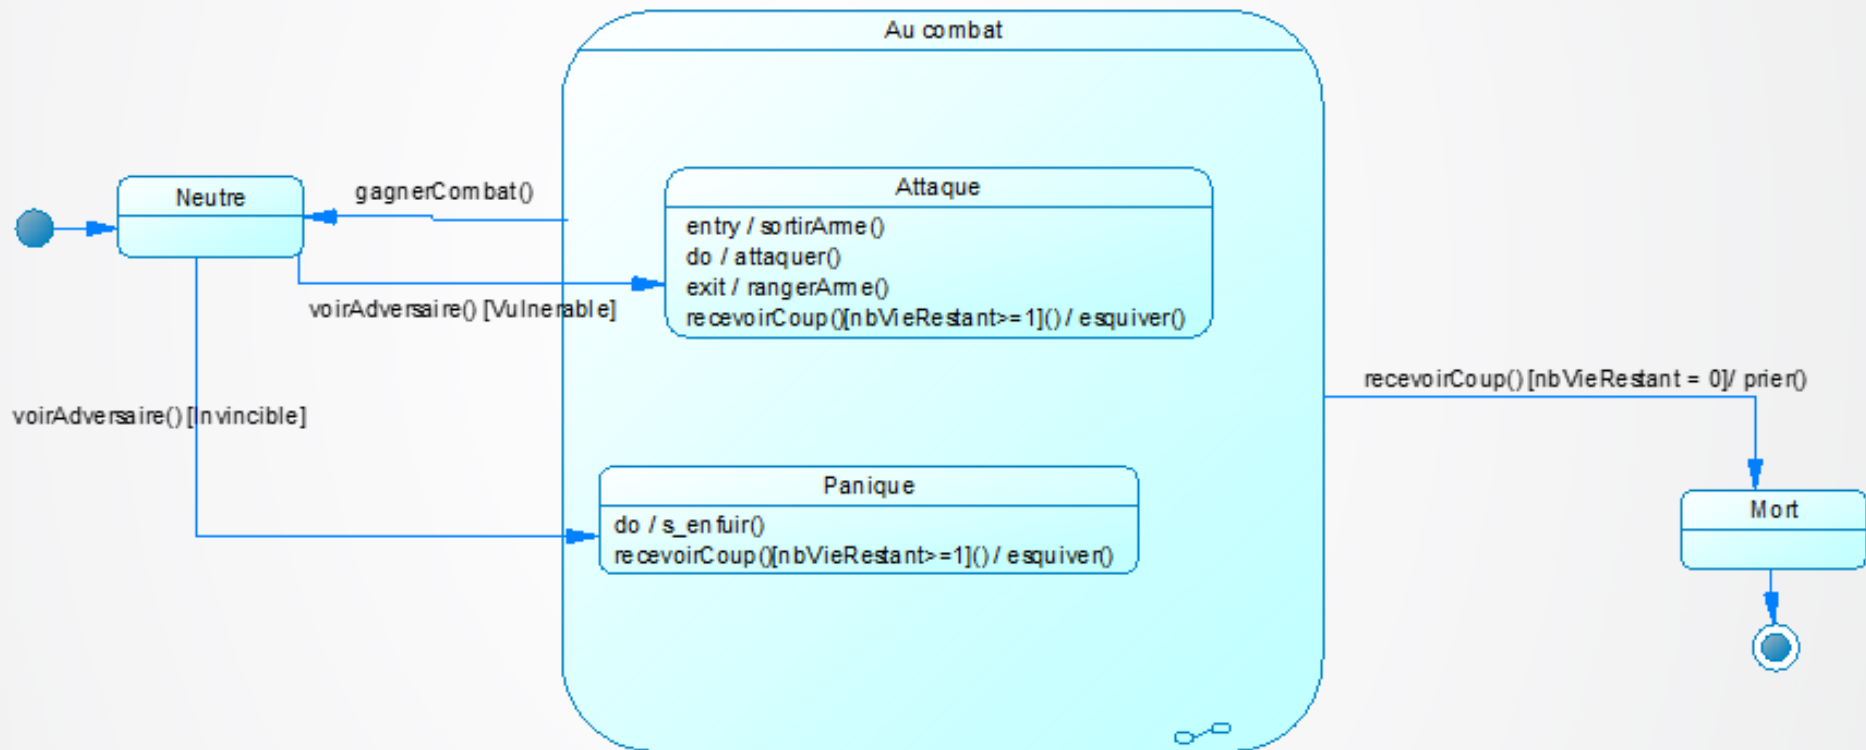 Au combat
Neutre
gagnerCombat()
Attaque
entry / sortirArme()
do / attaquer()
exit / rangerArme()
recevoirCoup()[nbVieRestant>=1]() / esquiver()
voirAdversaire() [Vulnerable]
recevoirCoup() [nbVieRestant = 0]/ prier()
voirAdversaire() [Invincible]
Panique
do / s_enfuir()
recevoirCoup()[nbVieRestant>=1]() / esquiver()
Mort